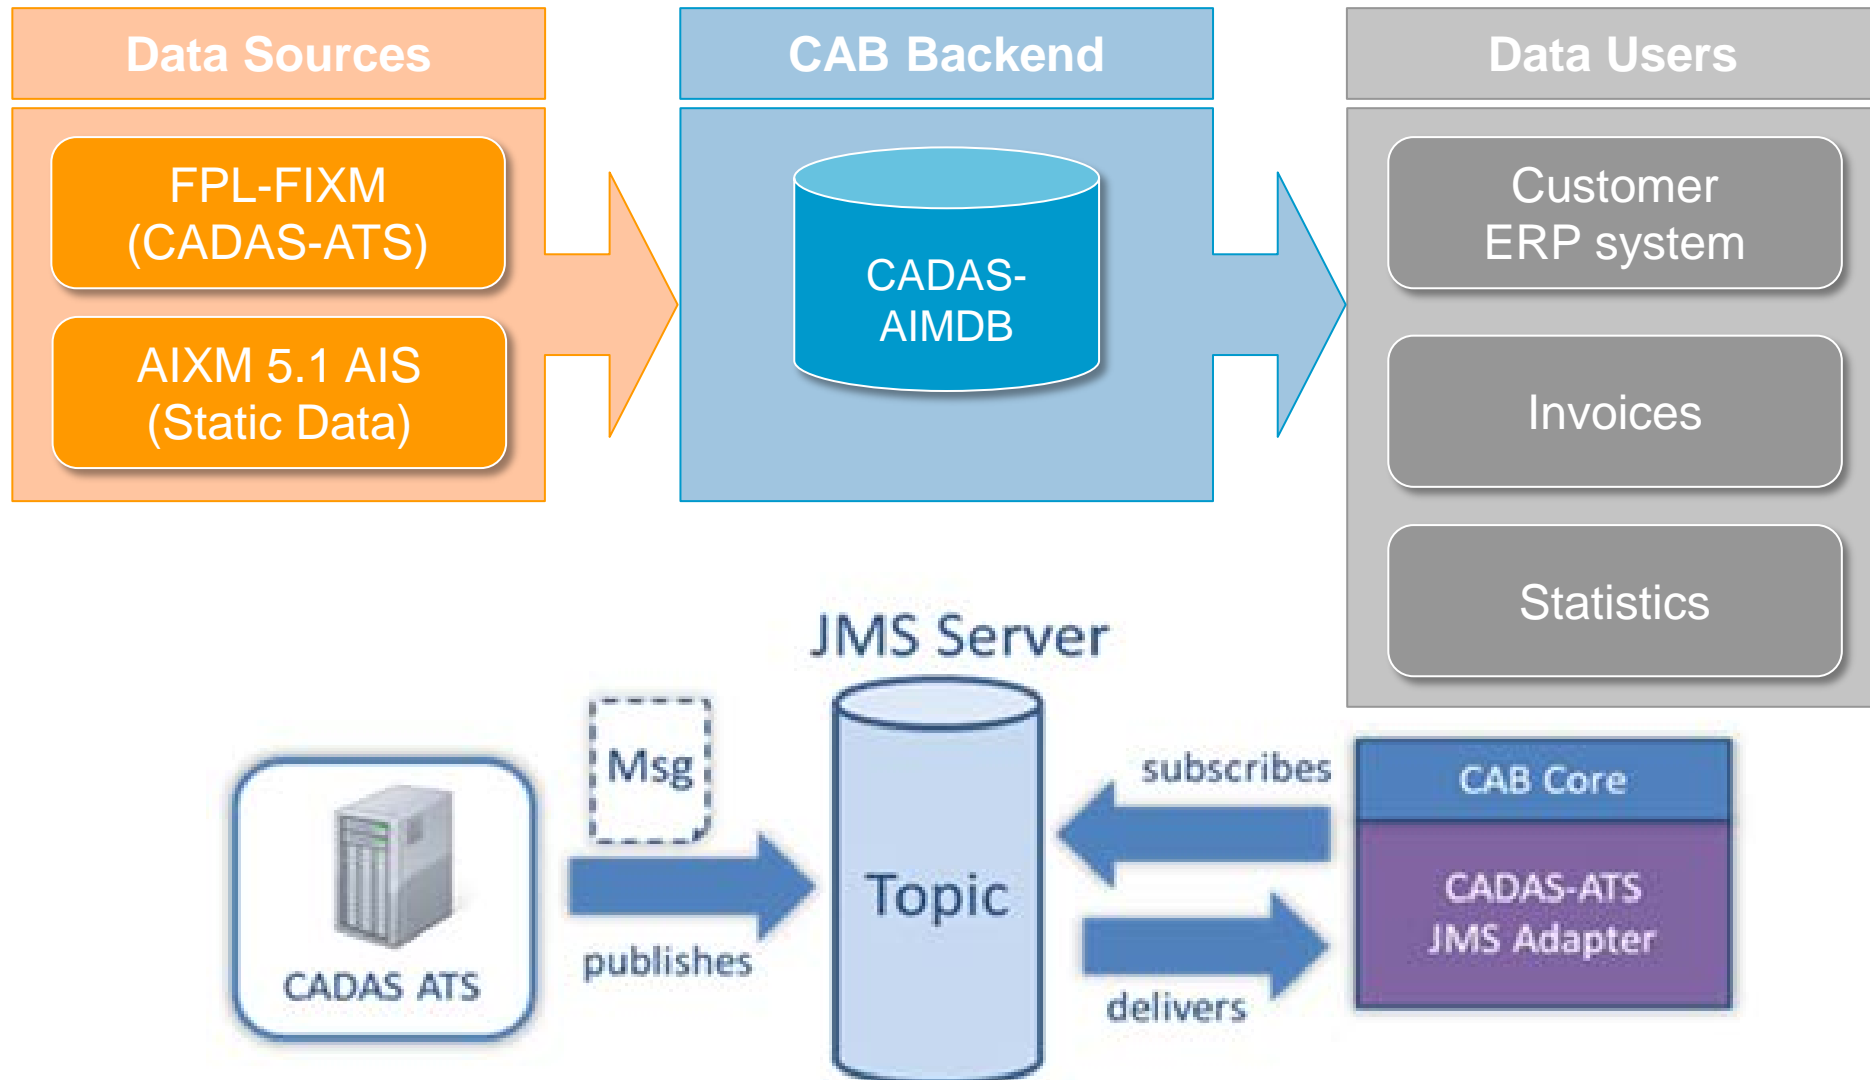 Data Sources
CAB Backend
Data Users
FPL-FIXM
(CADAS-ATS)
AIXM 5.1 AIS
(Static Data)
CADAS-
AIMDB
Customer
ERP system
Invoices
Statistics
JMS Server
Msg
publishes
CADAS ATS
Topic
subscribes
delivers
CAB Core
CADAS-ATS
JMS Adapter